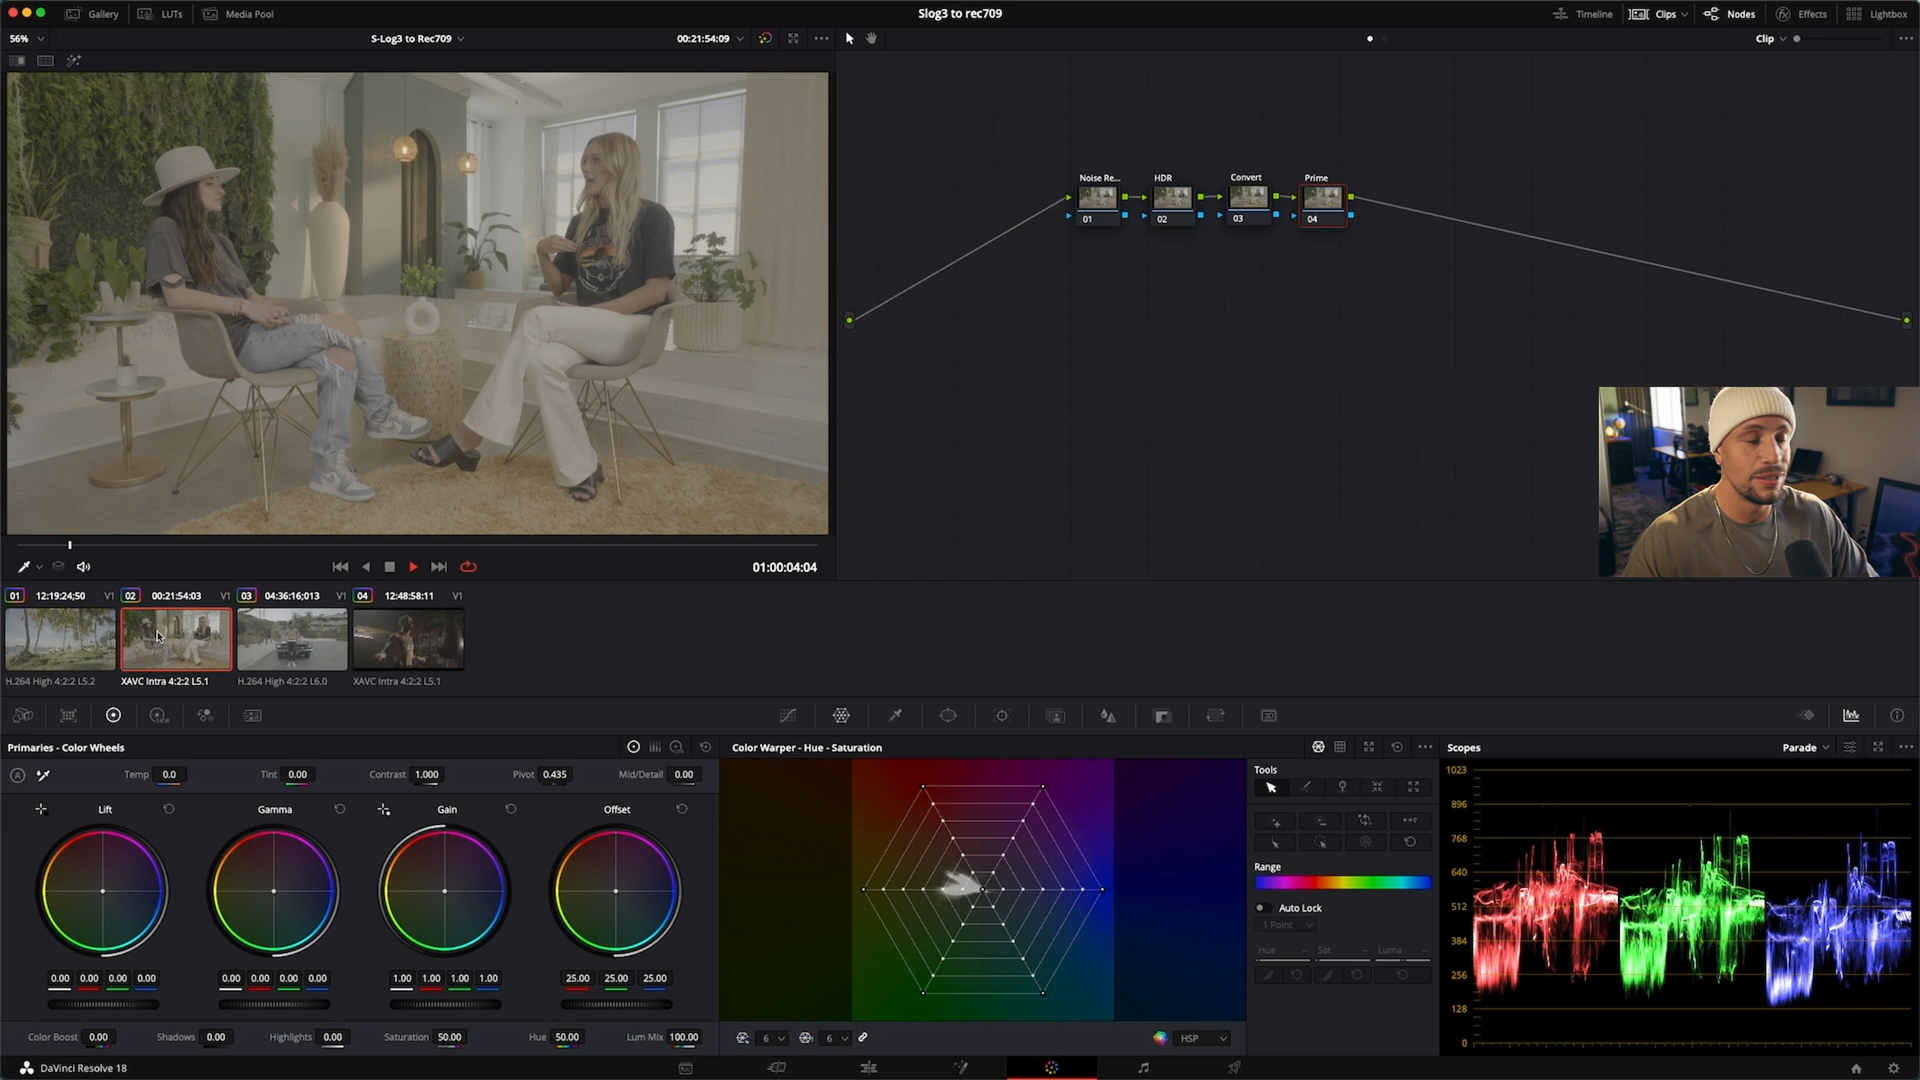 Gallery LUTs Media Pool Slog3 to rec709 Timeline Clips Nodes Effects Lightbox
56% S-Log3 to Rec709 00:21:54:09 Clip
Noise Re... HDR Convert Prime
01 02 03 04
01:00:04:04
01 12:19:24;50 V1 02 00:21:54:03 V1 03 04:36:16;013 V1 04 12:48:58:11 V1
H.264 High 4:2:2 L5.2 XAVC Intra 4:2:2 L5.1 H.264 High 4:2:2 L6.0 XAVC Intra 4:2:2 L5.1
HDR 3D
Primaries - Color Wheels Color Warper - Hue - Saturation Scopes Parade
Temp 0.0 Tint 0.00 Contrast 1.000 Pivot 0.435 Mid/Detail 0.00
Lift Gamma Gain Offset
0.00 0.00 0.00 0.00 0.00 0.00 0.00 0.00 1.00 1.00 1.00 1.00 25.00 25.00 25.00
Color Boost 0.00 Shadows 0.00 Highlights 0.00 Saturation 50.00 Hue 50.00 Lum Mix 100.00
6 6 HSP
Tools
Range
Auto Lock
1 Point
Hue -- Sat -- Luma --
1023
896
768
640
512
384
256
128
0
DaVinci Resolve 18